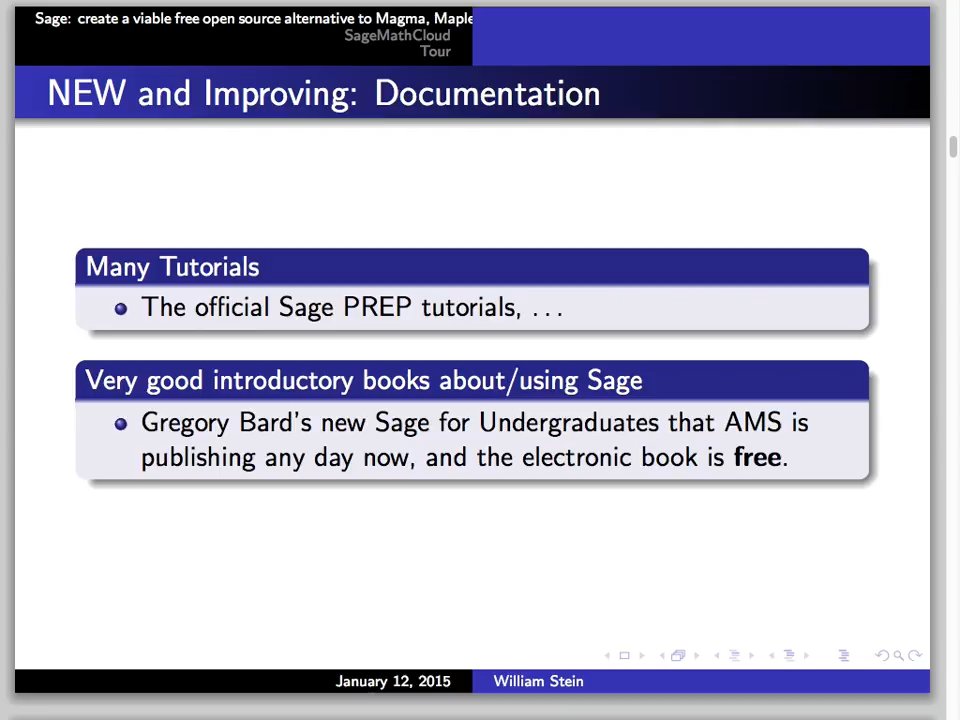 Sage: create a viable free open source alternative to Magma, Maple
SageMathCloud
Tour
NEW and Improving: Documentation
Many Tutorials
The official Sage PREP tutorials, ...
Very good introductory books about/using Sage
Gregory Bard's new Sage for Undergraduates that AMS is
publishing any day now, and the electronic book is free.
January 12, 2015
William Stein